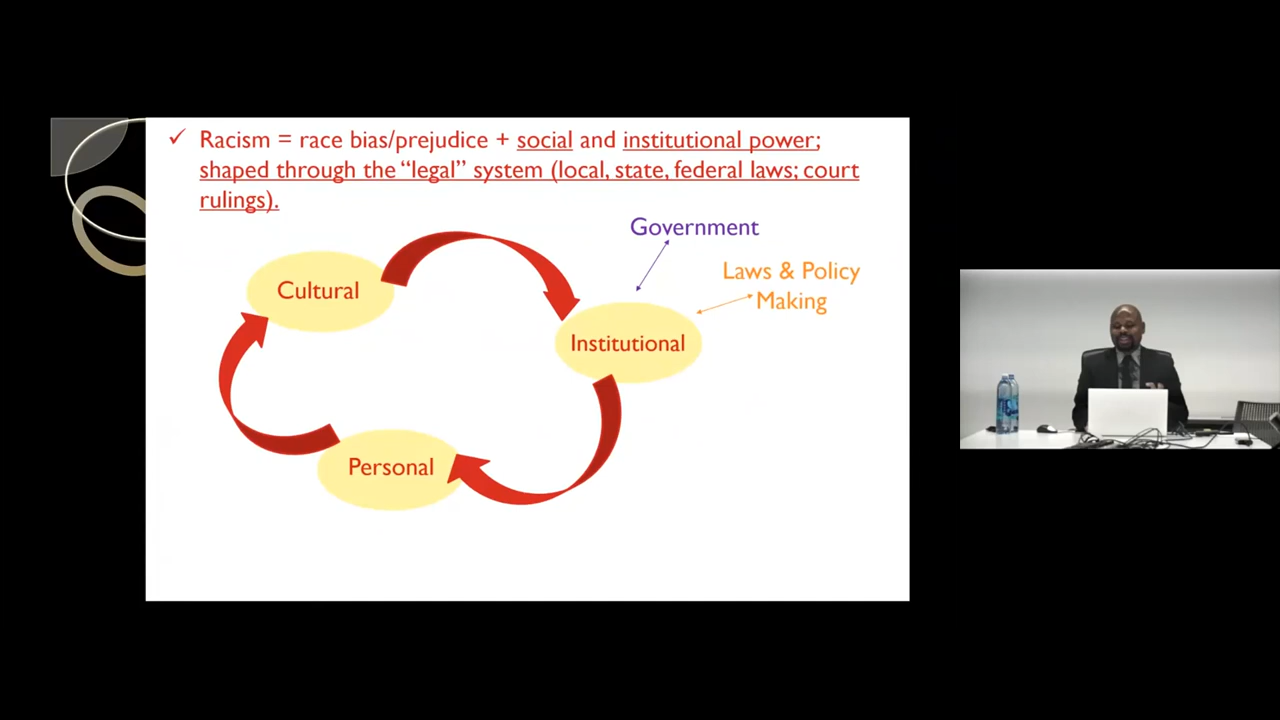 ✓ Racism = race bias/prejudice + social and institutional power;
shaped through the “legal” system (local, state, federal laws; court
rulings).
Government
Laws & Policy
Making
Cultural
Institutional
Personal